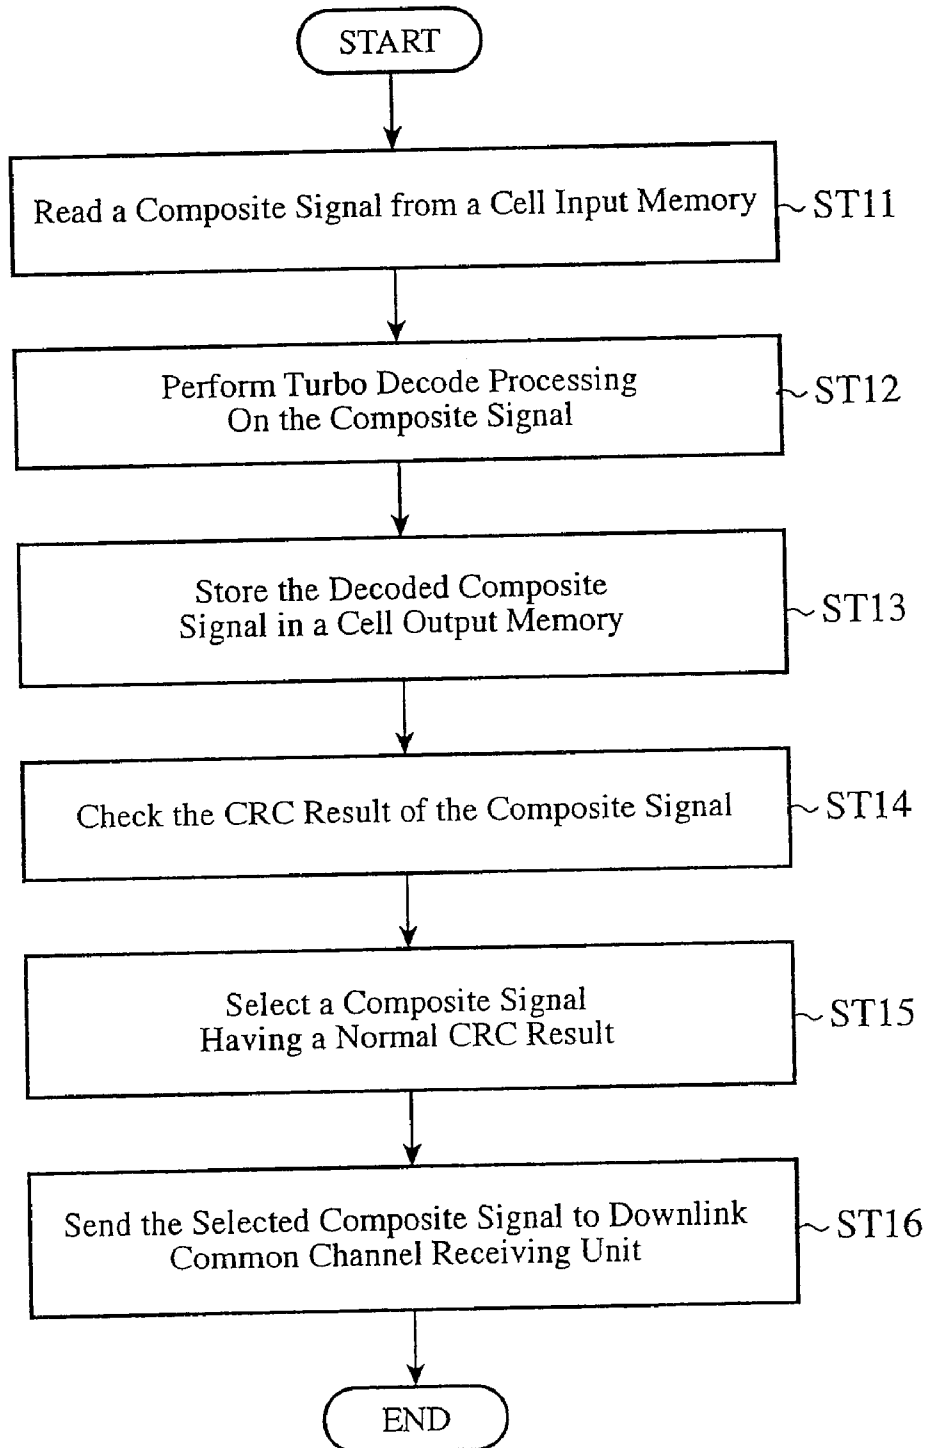 START
Read a Composite Signal from a Cell Input Memory
ST11
Perform Turbo Decode Processing
On the Composite Signal
ST12
Store the Decoded Composite
Signal in a Cell Output Memory
ST13
Check the CRC Result of the Composite Signal
ST14
Select a Composite Signal
Having a Normal CRC Result
ST15
Send the Selected Composite Signal to Downlink
Common Channel Receiving Unit
ST16
END